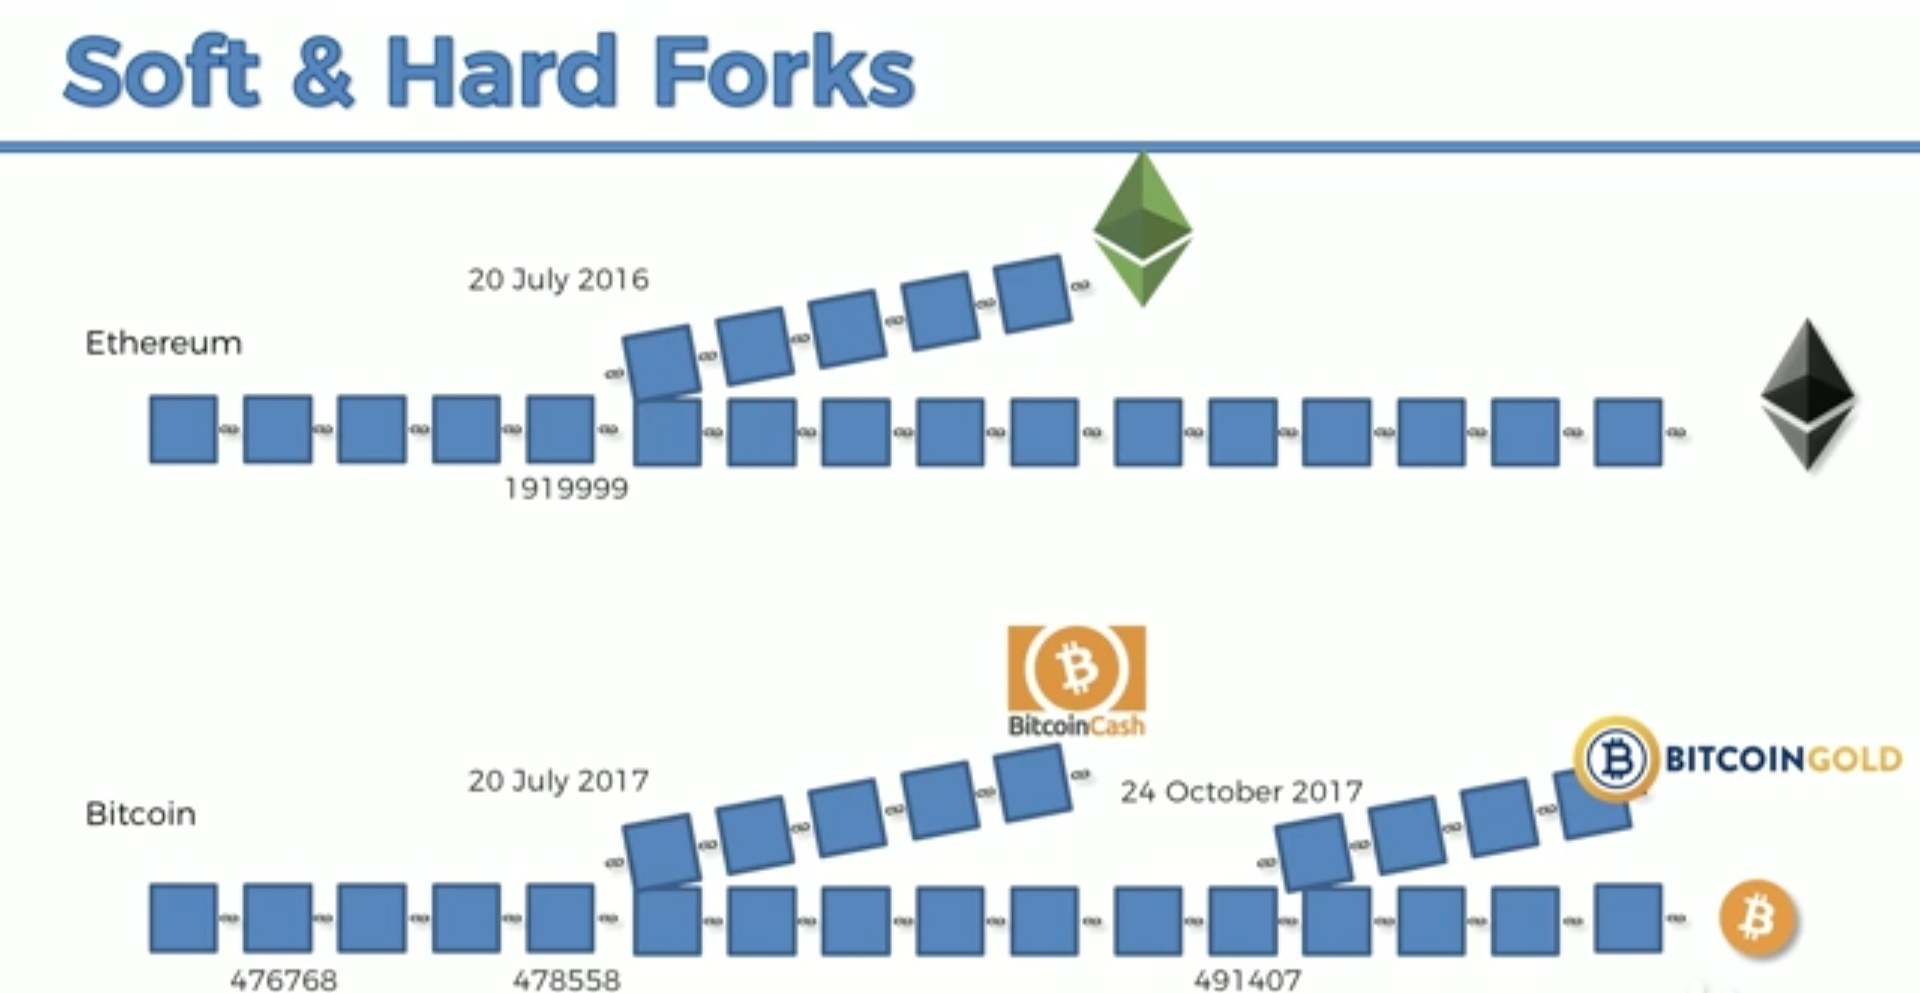 Soft & Hard Forks
20 July 2016
Ethereum
1919999
BitcoinCash
BITCOINGOLD
20 July 2017
24 October 2017
Bitcoin
476768
478558
491407